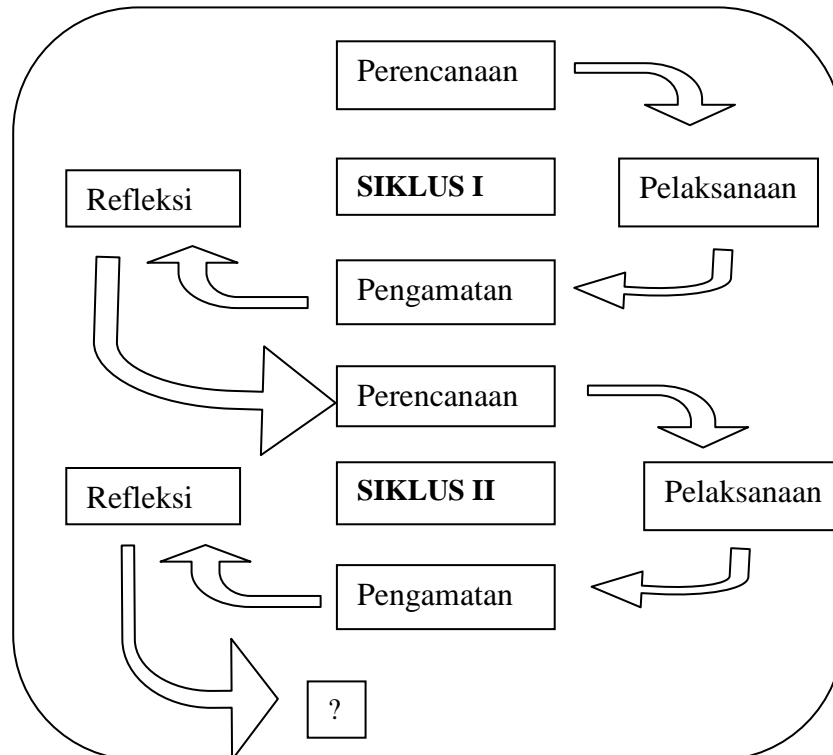 Perencanaan
Refleksi
SIKLUS I
Pelaksanaan
Pengamatan
Perencanaan
Refleksi
SIKLUS II
Pelaksanaan
Pengamatan
?